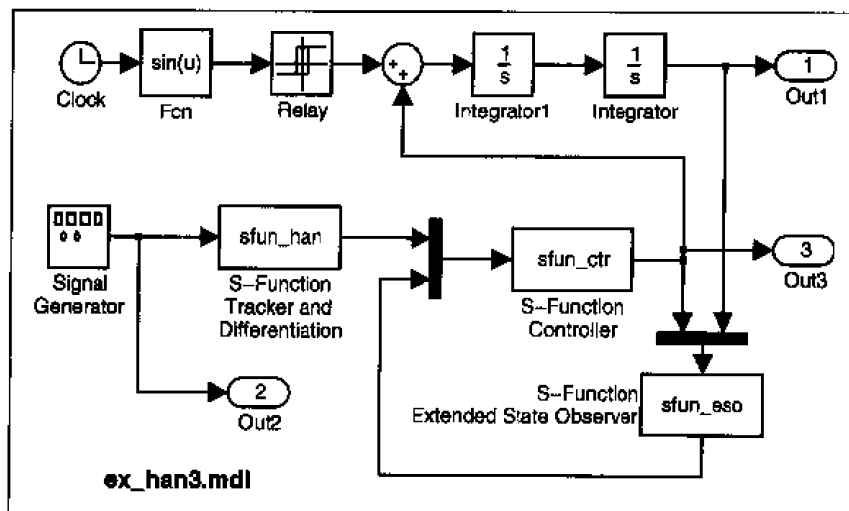 Clock
sin(u)
Fcn
Relay
+
+
1
s
Integrator1
1
s
Integrator
1
Out1
Signal
Generator
sfun_han
S-Function
Tracker and
Differentiation
sfun_ctr
S-Function
Controller
3
Out3
2
Out2
S-Function
Extended State Observer
sfun_eso
ex_han3.mdl